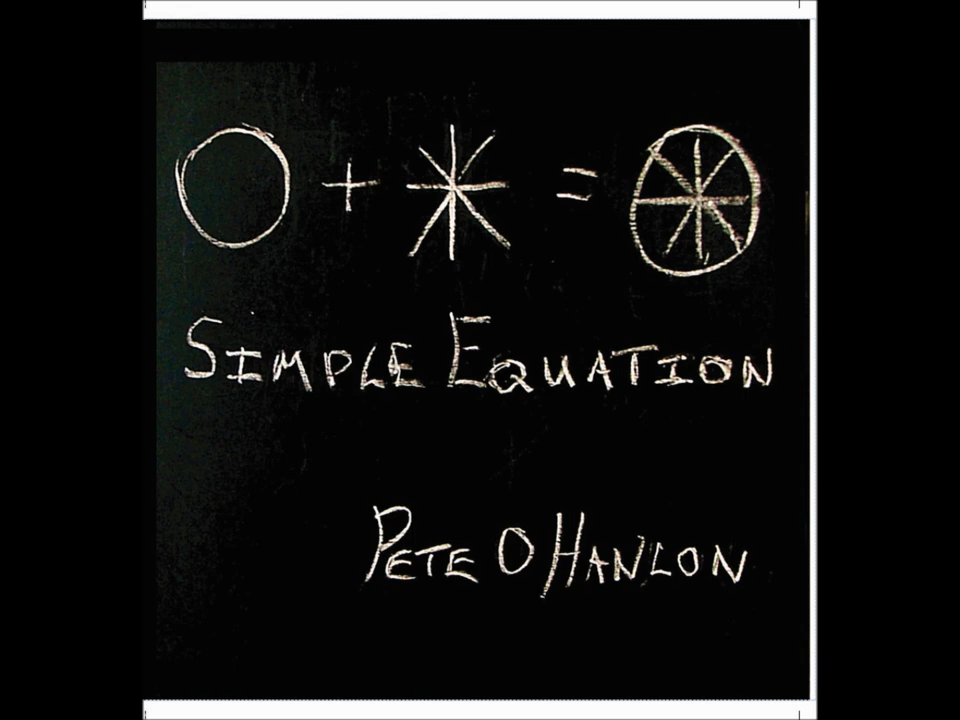 + =
SIMPLE EQUATION
PETE O HANLON